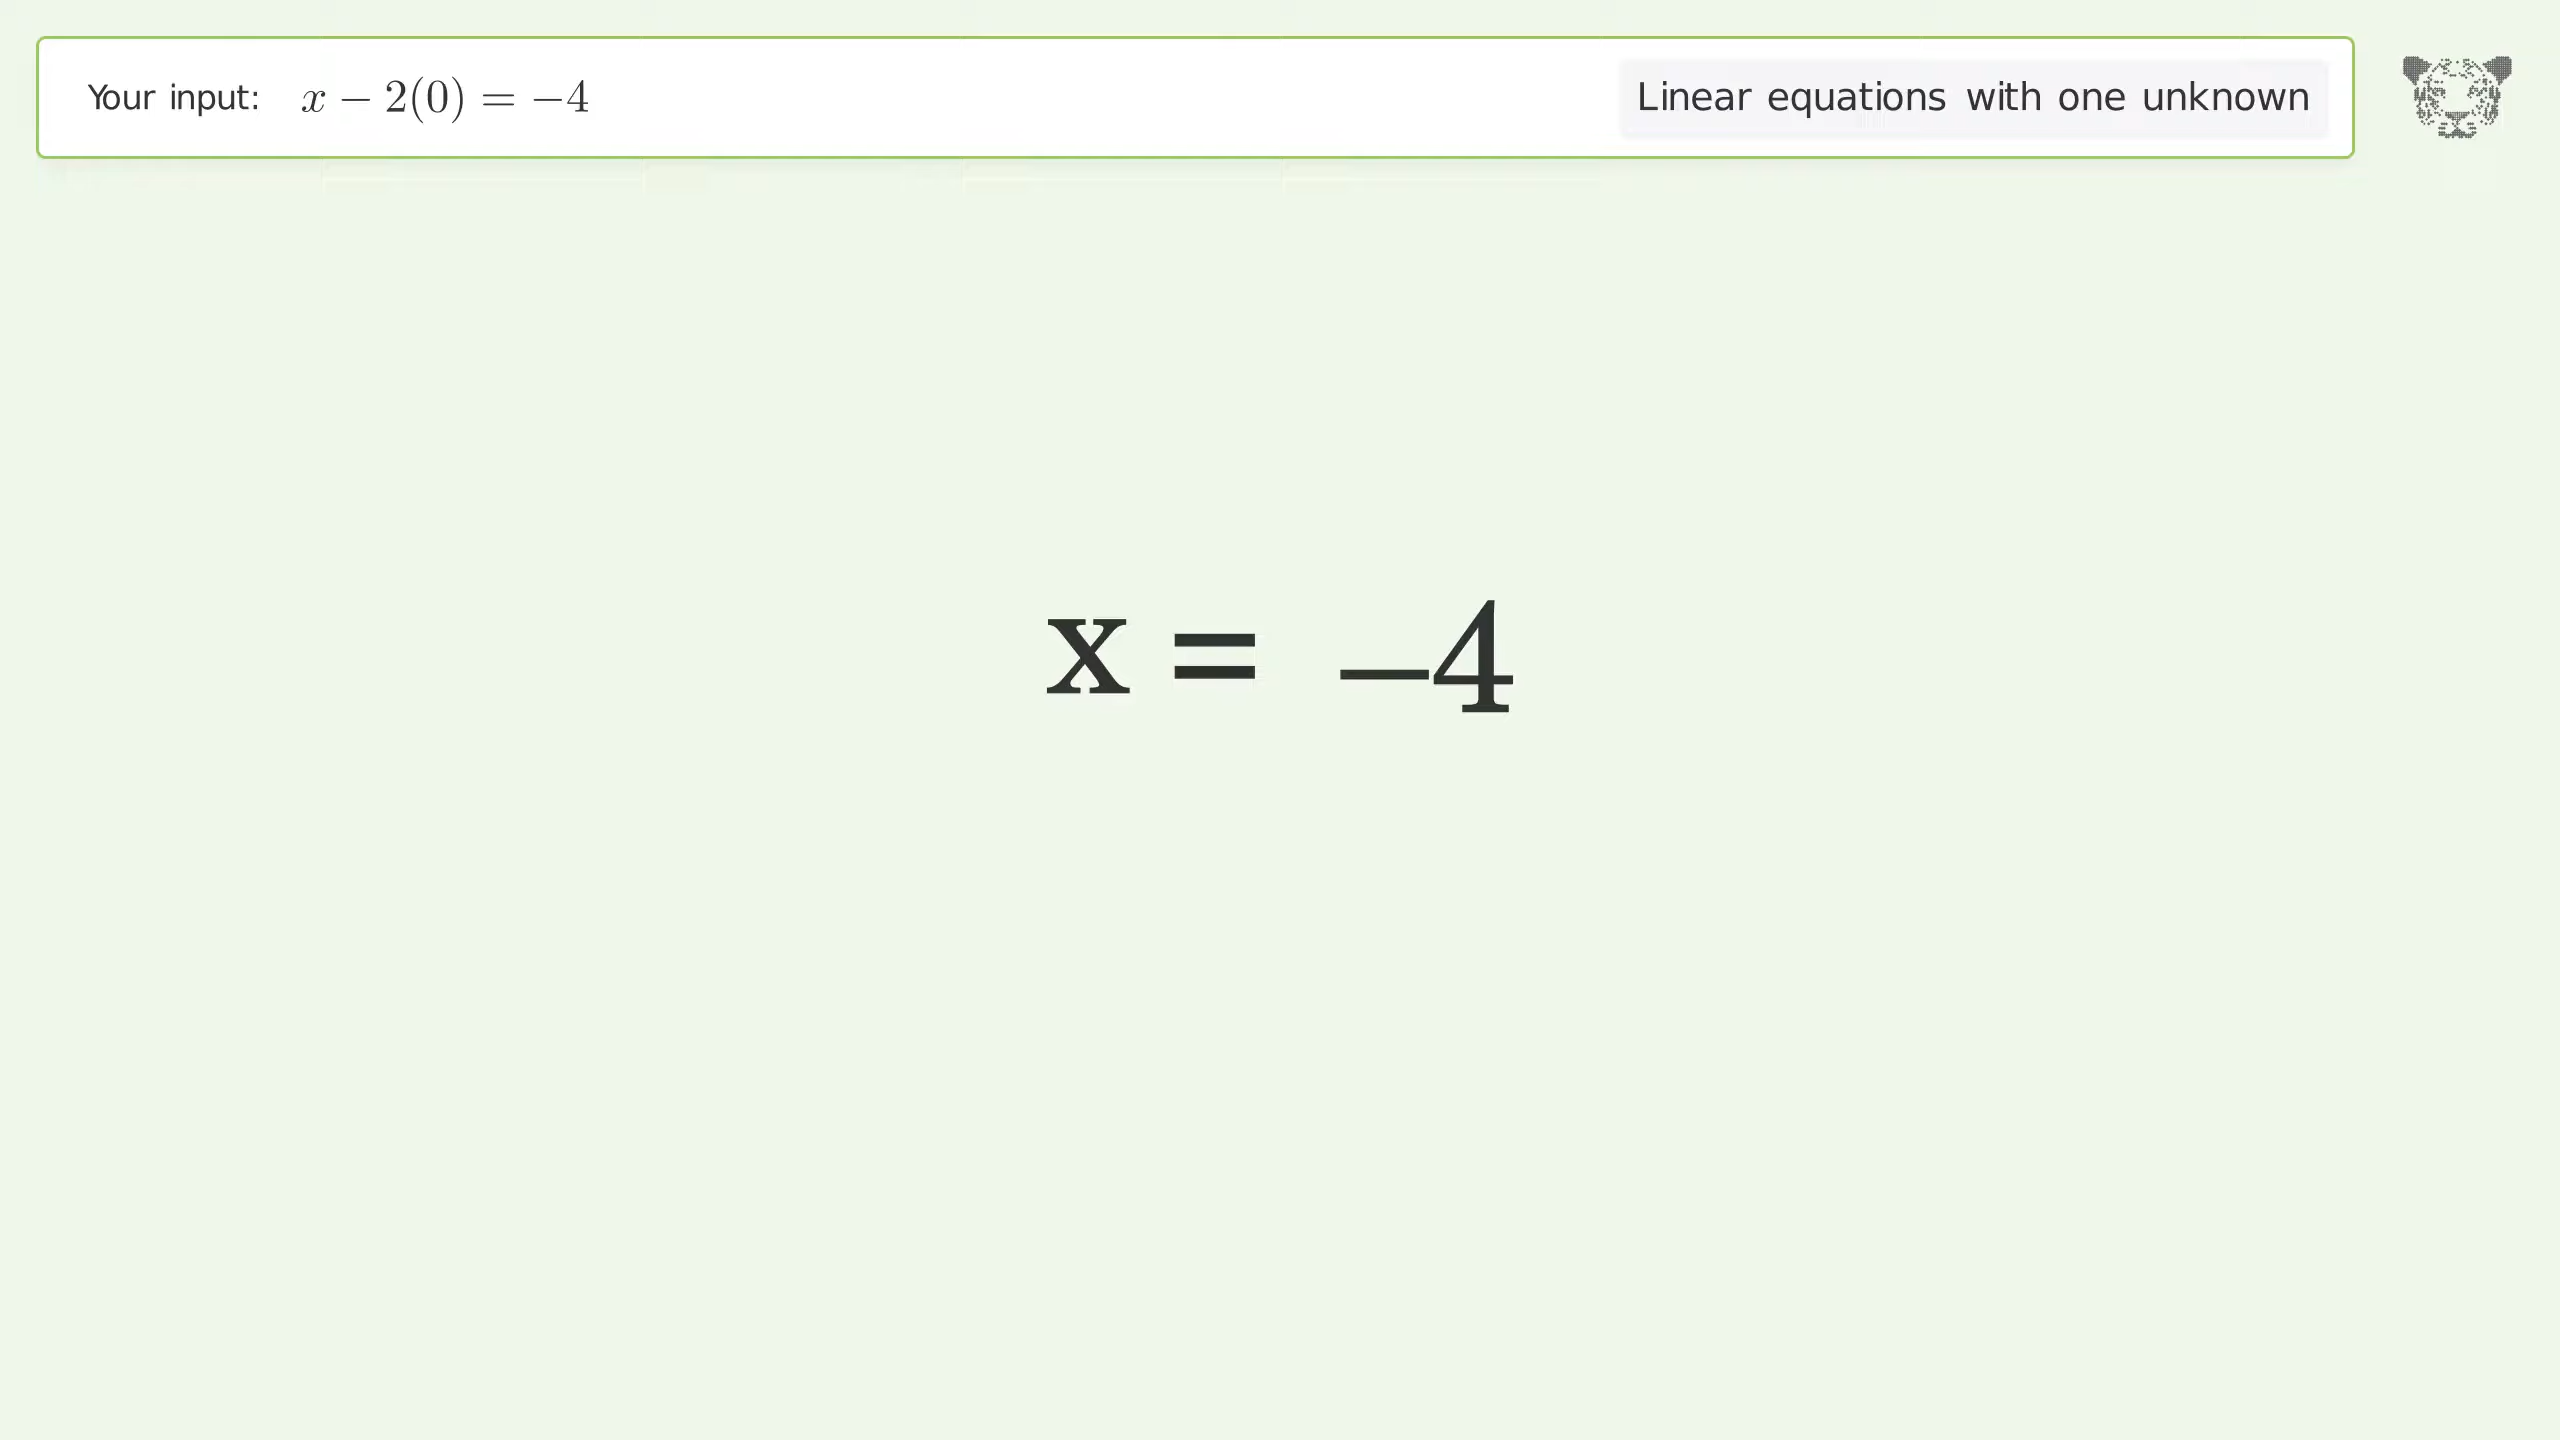 Your input: x − 2(0) = −4
Linear equations with one unknown
x = −4